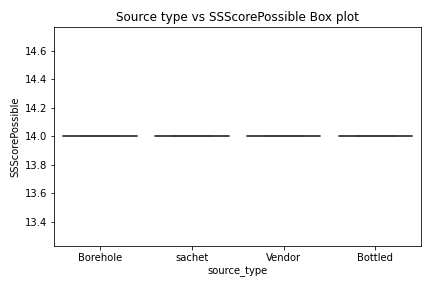 Source type vs SSScorePossible Box plot
14.6
14.4
14.2
14.0
13.8
13.6
13.4
SSScorePossible
Borehole sachet Vendor Bottled
source_type